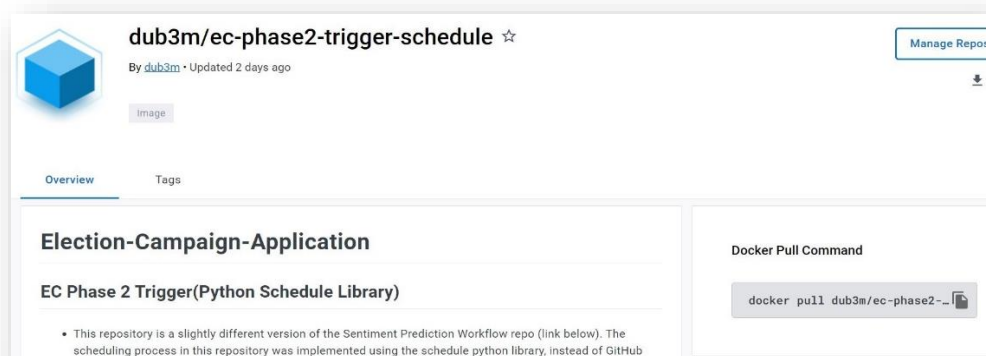 dub3m/ec-phase2-trigger-schedule
By dub3m • Updated 2 days ago
Manage Repos
Image
Overview
Tags
Election-Campaign-Application
EC Phase 2 Trigger(Python Schedule Library)
• This repository is a slightly different version of the Sentiment Prediction Workflow repo (link below). The
scheduling process in this repository was implemented using the schedule python library, instead of GitHub
Docker Pull Command
docker pull dub3m/ec-phase2-…